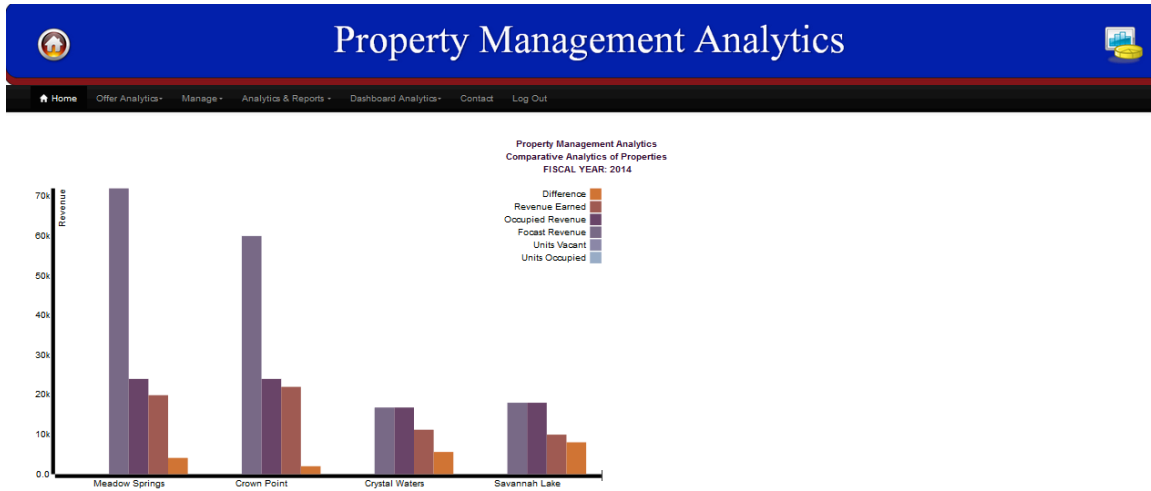 Property Management Analytics
Home Offer Analytics Manage Analytics & Reports Dashboard Analytics Contact Log Out
Property Management Analytics
Comparative Analytics of Properties
FISCAL YEAR: 2014
Difference
Revenue Earned
Occupied Revenue
Focast Revenue
Units Vacant
Units Occupied
Revenue
70k
60k
50k
40k
30k
20k
10k
0.0
Meadow Springs Crown Point Crystal Waters Savannah Lake